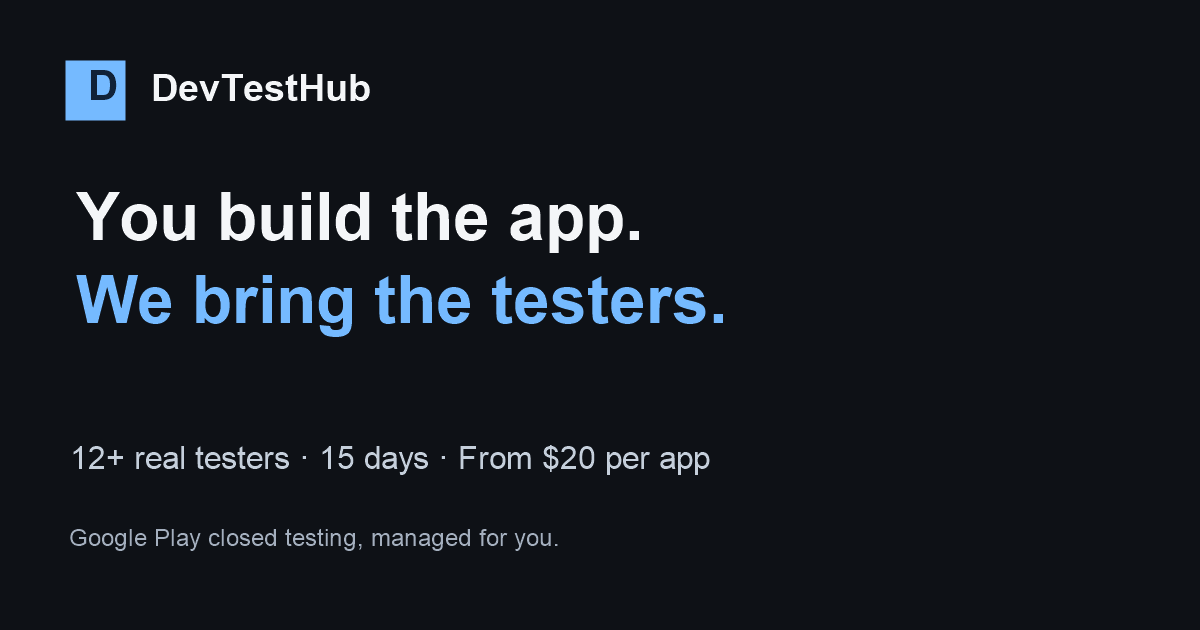 D DevTestHub
You build the app.
We bring the testers.
12+ real testers · 15 days · From $20 per app
Google Play closed testing, managed for you.